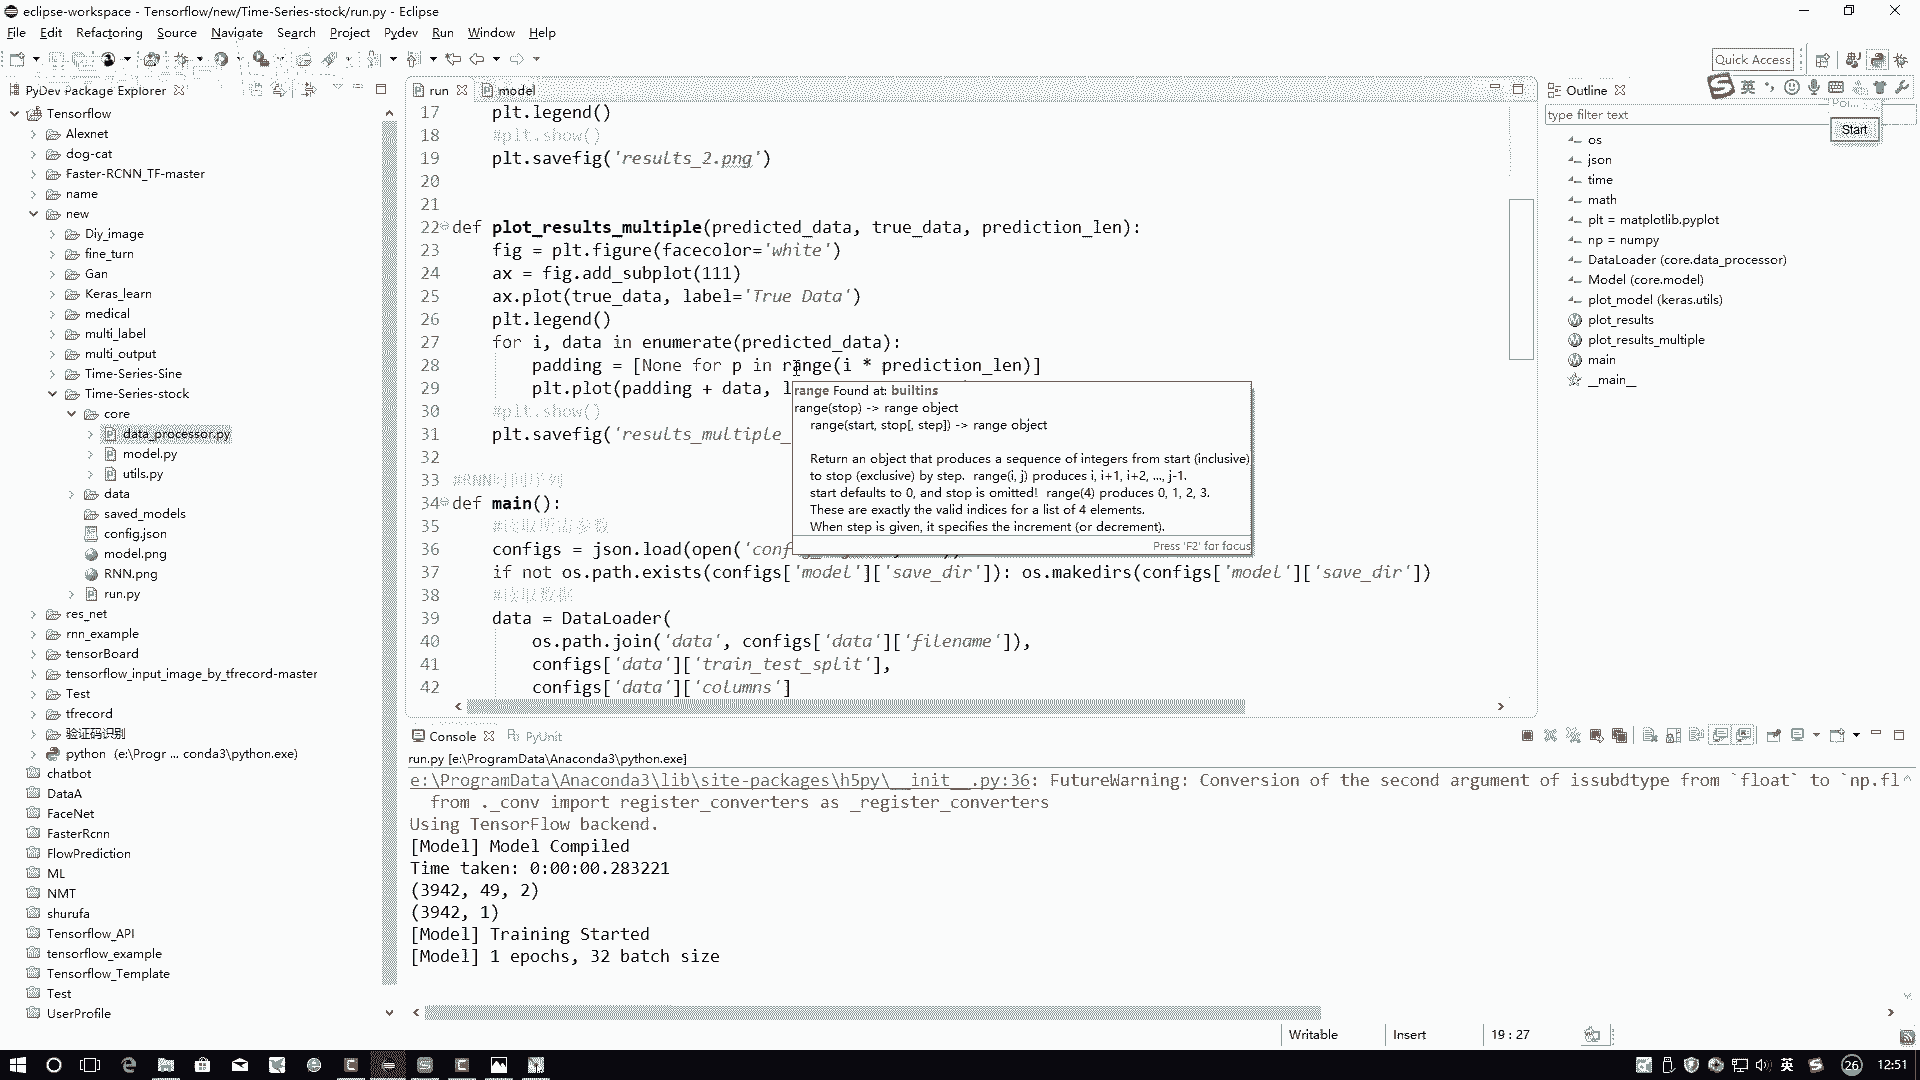 eclipse-workspace - Tensorflow/new/Time-Series-stock/run.py - Eclipse
File Edit Refactoring Source Navigate Search Project Pydev Run Window Help
Quick Access
PyDev Package Explorer
Tensorflow
Alexnet
dog-cat
Faster-RCNN_TF-master
name
new
Diy_image
fine_turn
Gan
Keras_learn
medical
multi_label
multi_output
Time-Series-Sine
Time-Series-stock
core
data_processor.py
model.py
utils.py
data
saved_models
config.json
model.png
RNN.png
run.py
res_net
rnn_example
tensorBoard
tensorflow_input_image_by_tfrecord-master
Test
tfrecord
验证码识别
python (e:\Progr ... conda3\python.exe)
chatbot
DataA
FaceNet
FasterRcnn
FlowPrediction
ML
NMT
shurufa
Tensorflow_API
tensorflow_example
Tensorflow_Template
Test
UserProfile
run model
17 plt.legend()
18 #plt.show()
19 plt.savefig('results_2.png')
20
21
22 def plot_results_multiple(predicted_data, true_data, prediction_len):
23 fig = plt.figure(facecolor='white')
24 ax = fig.add_subplot(111)
25 ax.plot(true_data, label='True Data')
26 plt.legend()
27 for i, data in enumerate(predicted_data):
28 padding = [None for p in range(i * prediction_len)]
29 plt.plot(padding + data, l
30 #plt.show()
31 plt.savefig('results_multiple_
32
33 #RNN时间序列
34 def main():
35 #读取所需参数
36 configs = json.load(open('conf
37 if not os.path.exists(configs['model']['save_dir']): os.makedirs(configs['model']['save_dir'])
38 #读取数据
39 data = DataLoader(
40 os.path.join('data', configs['data']['filename']),
41 configs['data']['train_test_split'],
42 configs['data']['columns']
range Found at: builtins
range(stop) -> range object
range(start, stop[, step]) -> range object
Return an object that produces a sequence of integers from start (inclusive)
to stop (exclusive) by step. range(i, j) produces i, i+1, i+2, ..., j-1.
start defaults to 0, and stop is omitted! range(4) produces 0, 1, 2, 3.
These are exactly the valid indices for a list of 4 elements.
When step is given, it specifies the increment (or decrement).
Press 'F2' for focus
Outline
英
type filter text
Start
os
json
time
math
plt = matplotlib.pyplot
np = numpy
DataLoader (core.data_processor)
Model (core.model)
plot_model (keras.utils)
plot_results
plot_results_multiple
main
__main__
Console PyUnit
run.py [e:\ProgramData\Anaconda3\python.exe]
e:\ProgramData\Anaconda3\lib\site-packages\h5py\__init__.py:36: FutureWarning: Conversion of the second argument of issubdtype from `float` to `np.fl
from ._conv import register_converters as _register_converters
Using TensorFlow backend.
[Model] Model Compiled
Time taken: 0:00:00.283221
(3942, 49, 2)
(3942, 1)
[Model] Training Started
[Model] 1 epochs, 32 batch size
Writable Insert 19 : 27
英 26 12:51